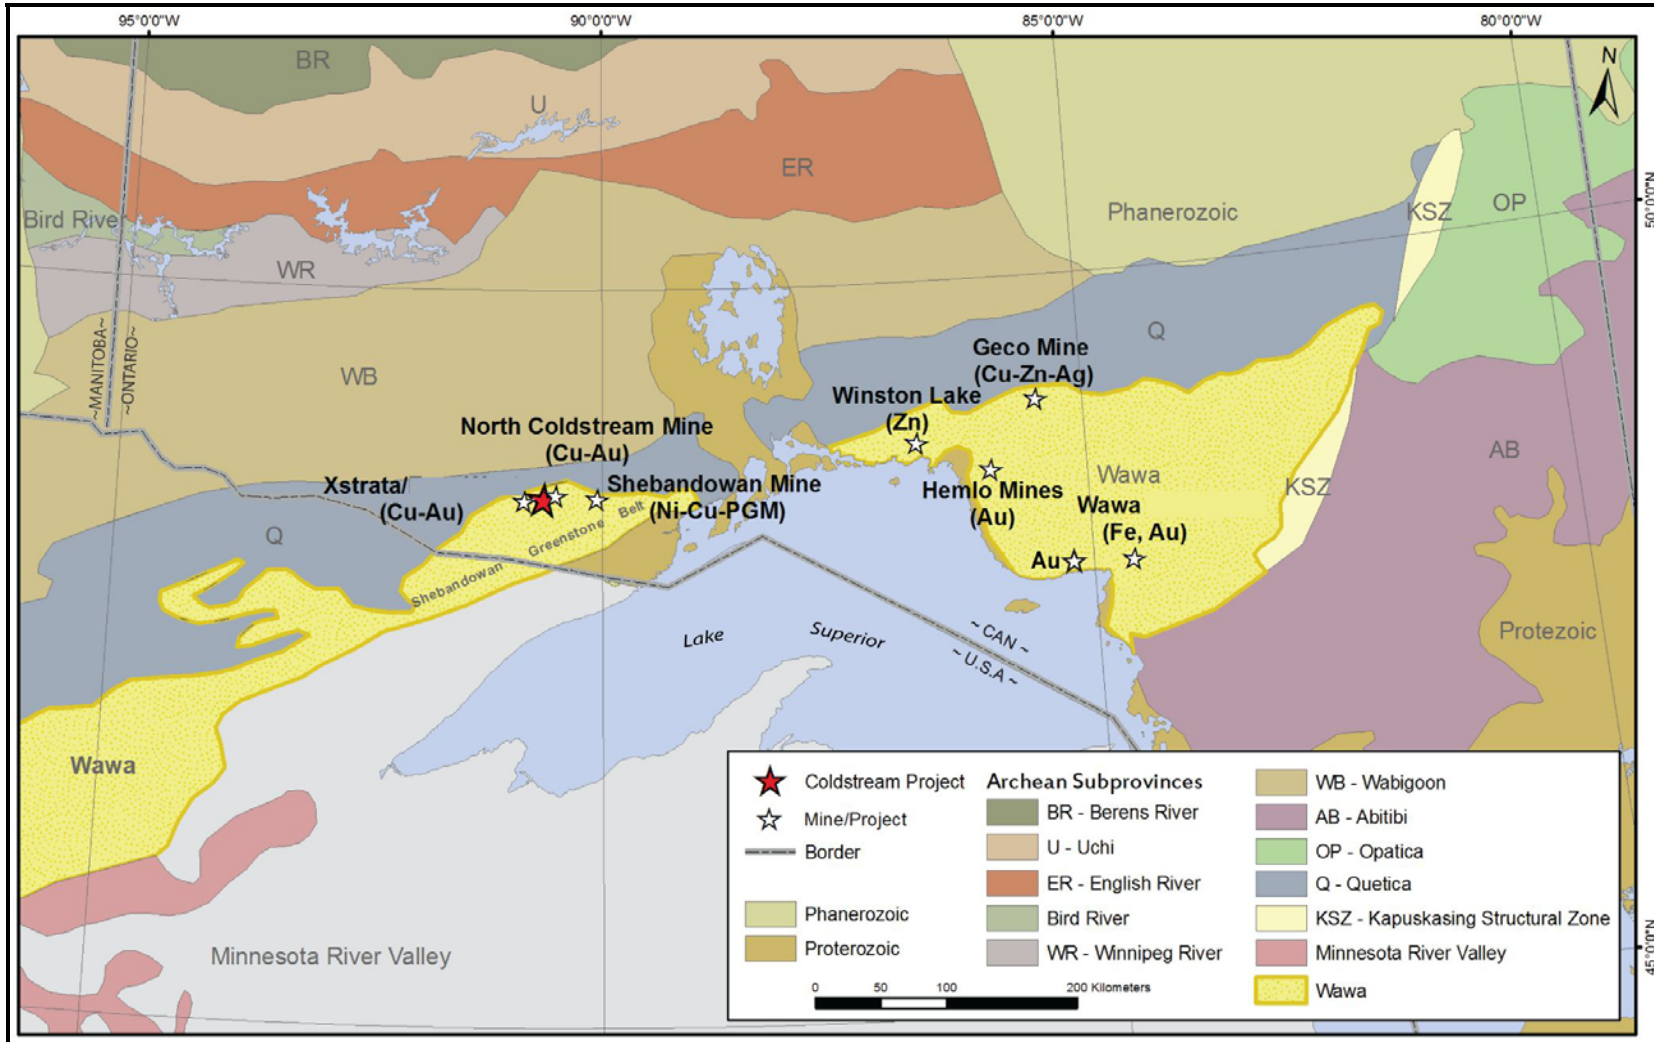 95°0'0"W
90°0'0"W
85°0'0"W
80°0'0"W
N
BR
U
ER
Phanerozoic
KSZ
OP
50°0'0"N
Bird River
WR
~MANITOBA~
~ONTARIO~
WB
Q
Geco Mine
(Cu-Zn-Ag)
Winston Lake
(Zn)
North Coldstream Mine
(Cu-Au)
Xstrata/
(Cu-Au)
Shebandowan Mine
(Ni-Cu-PGM)
Hemlo Mines
(Au)
Wawa
Wawa
(Fe, Au)
Au
KSZ
AB
Q
Shebandowan Greenstone Belt
Lake Superior
~ CAN ~
~ U.S.A ~
Protezoic
Wawa
Minnesota River Valley
Coldstream Project
Mine/Project
Border
Phanerozoic
Proterozoic
Archean Subprovinces
BR - Berens River
U - Uchi
ER - English River
Bird River
WR - Winnipeg River
WB - Wabigoon
AB - Abitibi
OP - Opatica
Q - Quetica
KSZ - Kapuskasing Structural Zone
Minnesota River Valley
Wawa
0 50 100 200 Kilometers
45°0'0"N